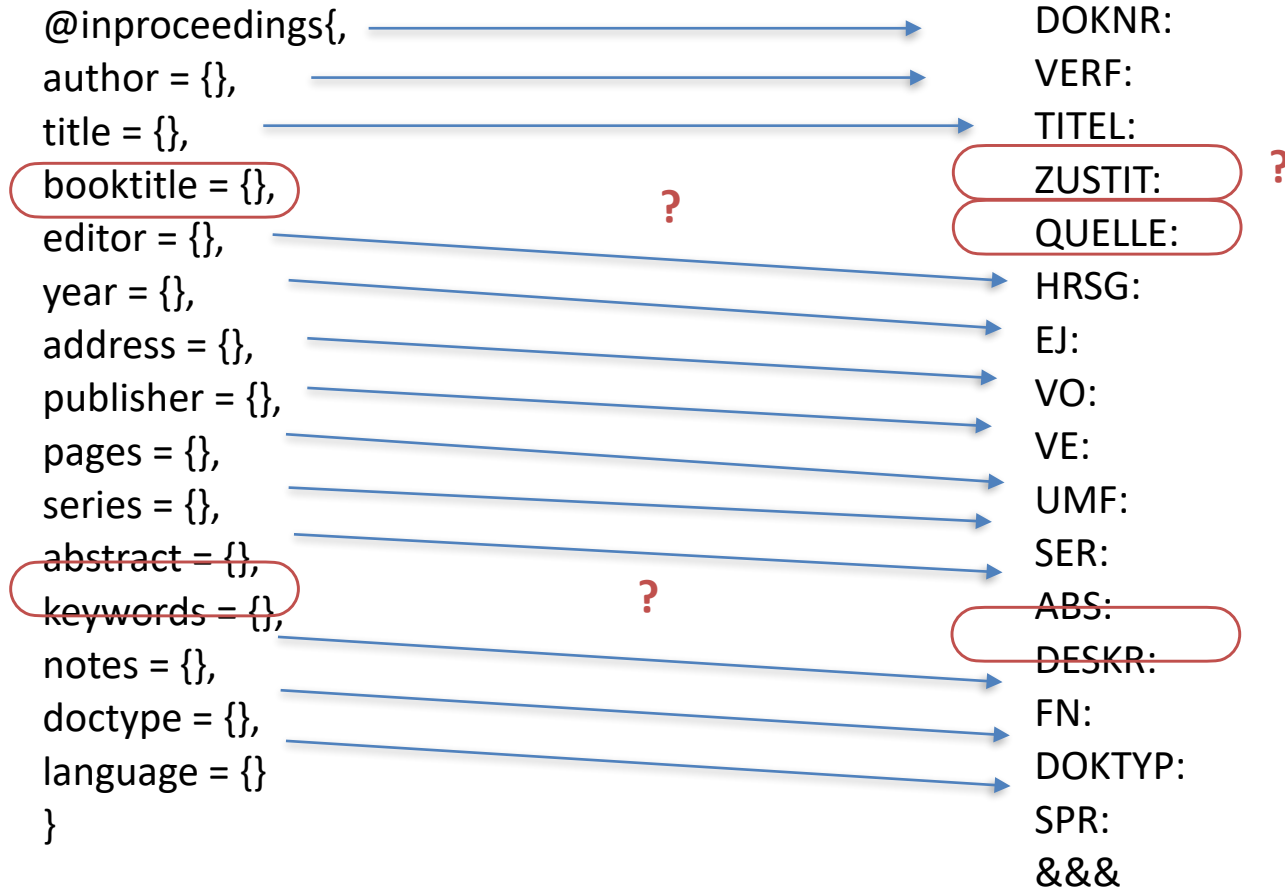 @inproceedings{,
author = {},
title = {},
booktitle = {},
editor = {},
year = {},
address = {},
publisher = {},
pages = {},
series = {},
abstract = {},
keywords = {},
notes = {},
doctype = {},
language = {}
}
?
?
DOKNR:
VERF:
TITEL:
ZUSTIT:
?
QUELLE:
HRSG:
EJ:
VO:
VE:
UMF:
SER:
ABS:
DESKR:
FN:
DOKTYP:
SPR:
&&&